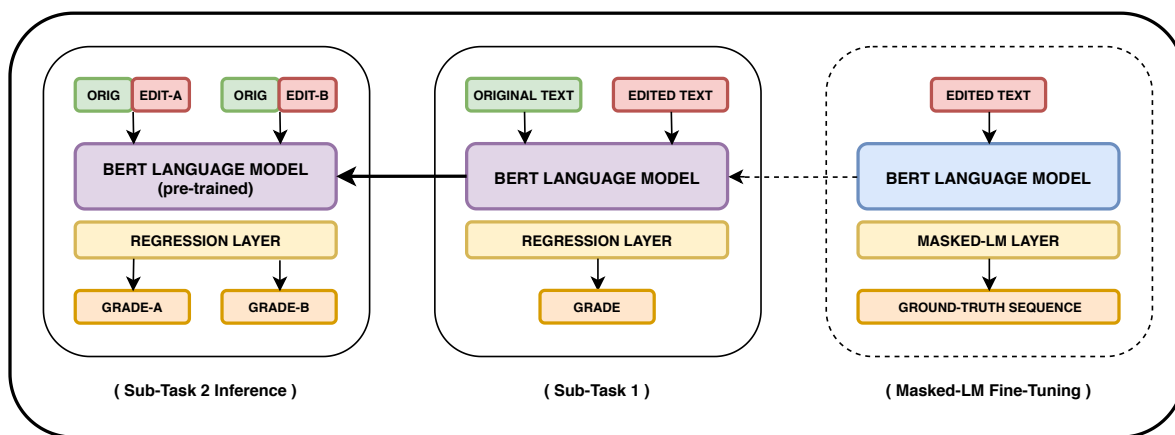 ORIG EDIT-A ORIG EDIT-B
BERT LANGUAGE MODEL
(pre-trained)
REGRESSION LAYER
GRADE-A GRADE-B
( Sub-Task 2 Inference )
ORIGINAL TEXT EDITED TEXT
BERT LANGUAGE MODEL
REGRESSION LAYER
GRADE
( Sub-Task 1 )
EDITED TEXT
BERT LANGUAGE MODEL
MASKED-LM LAYER
GROUND-TRUTH SEQUENCE
( Masked-LM Fine-Tuning )